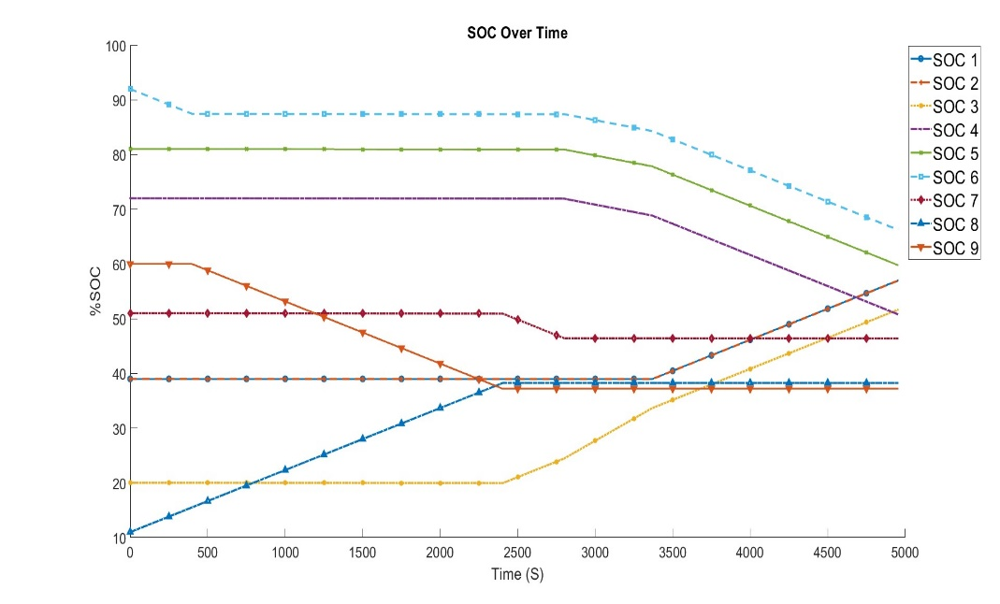 SOC Over Time
100
90
80
70
60
50
40
30
20
10
%SOC
0 500 1000 1500 2000 2500 3000 3500 4000 4500 5000
Time (S)
SOC 1
SOC 2
SOC 3
SOC 4
SOC 5
SOC 6
SOC 7
SOC 8
SOC 9